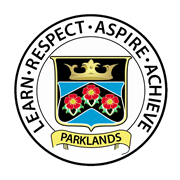 LEARN · RESPECT · ASPIRE · ACHIEVE
PARKLANDS